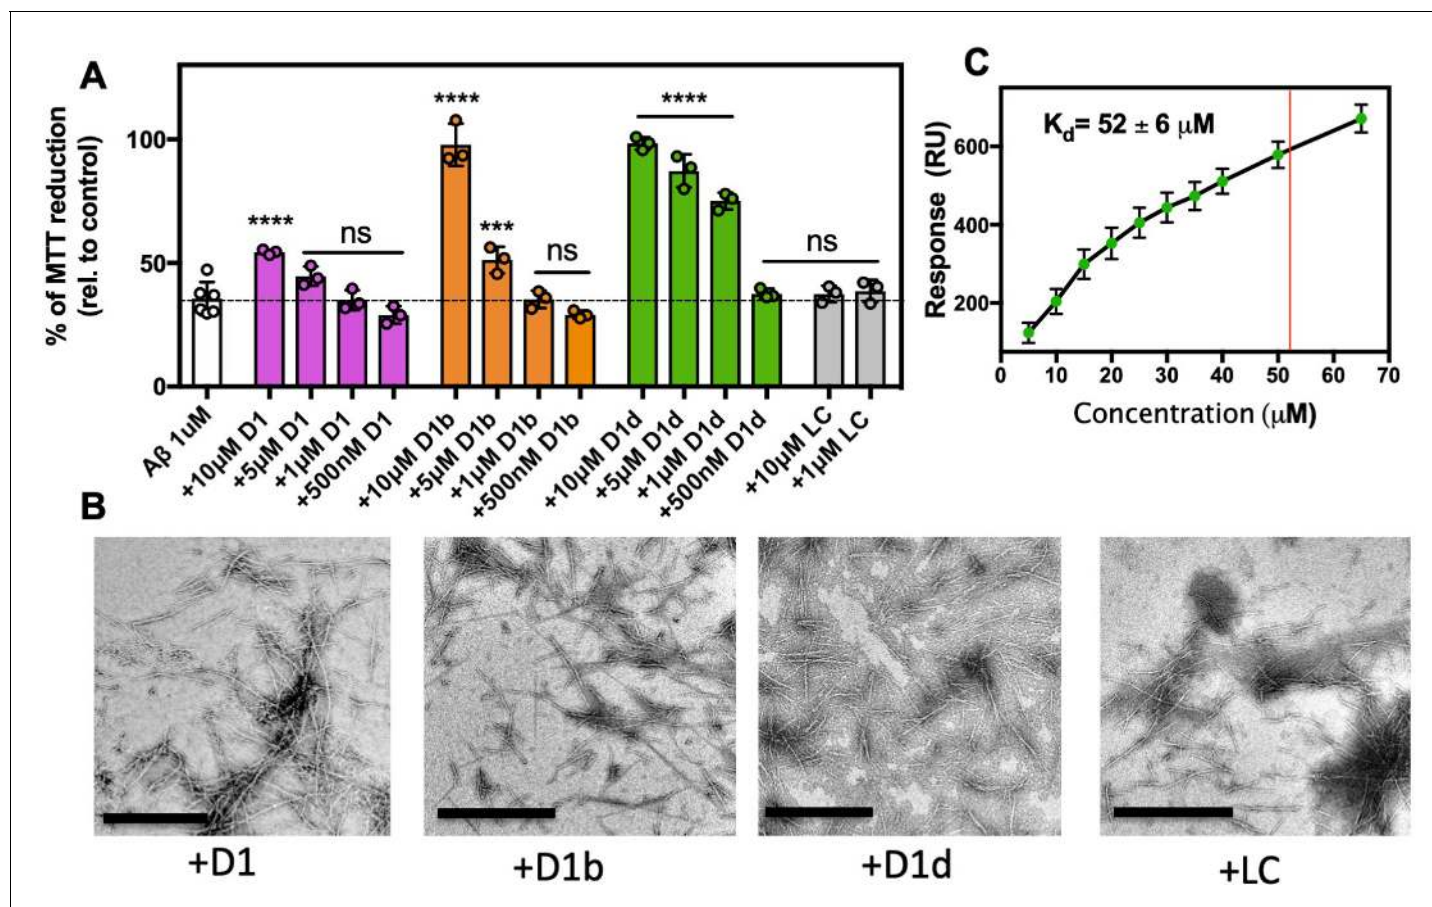 A
% of MTT reduction
(rel. to control)
100
50
0
****
ns
****
***
ns
****
ns
Aβ 1uM
+10μM D1
+5μM D1
+1μM D1
+500nM D1
+10μM D1b
+5μM D1b
+1μM D1b
+500nM D1b
+10μM D1d
+5μM D1d
+1μM D1d
+500nM D1d
+10μM LC
+1μM LC
C
Response (RU)
600
400
200
Kd= 52 ± 6 μM
0 10 20 30 40 50 60 70
Concentration (μM)
B
+D1
+D1b
+D1d
+LC